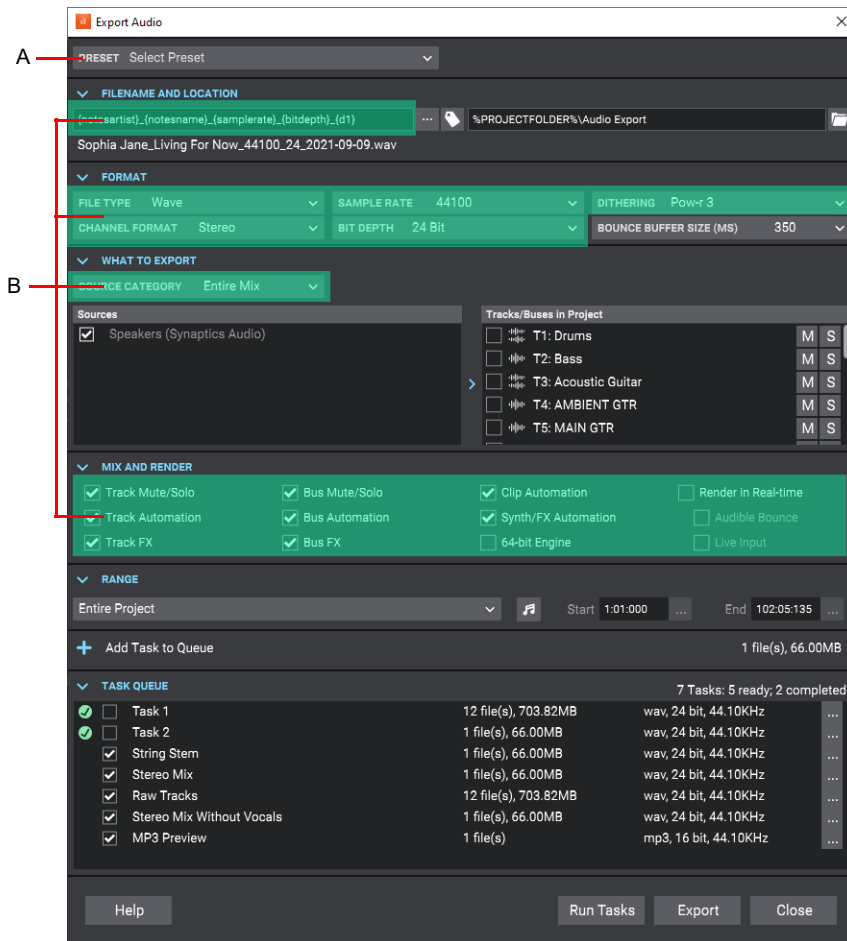 Export Audio
A
PRESET Select Preset
FILENAME AND LOCATION
{notesartist}_{notesname}_{samplerate}_{bitdepth}_{d1} ... %PROJECTFOLDER%\Audio Export
Sophia Jane_Living For Now_44100_24_2021-09-09.wav
FORMAT
FILE TYPE Wave SAMPLE RATE 44100 DITHERING Pow-r 3
CHANNEL FORMAT Stereo BIT DEPTH 24 Bit BOUNCE BUFFER SIZE (MS) 350
WHAT TO EXPORT
B
SOURCE CATEGORY Entire Mix
Sources Tracks/Buses in Project
Speakers (Synaptics Audio) T1: Drums M S
T2: Bass M S
T3: Acoustic Guitar M S
T4: AMBIENT GTR M S
T5: MAIN GTR M S
MIX AND RENDER
Track Mute/Solo Bus Mute/Solo Clip Automation Render in Real-time
Track Automation Bus Automation Synth/FX Automation Audible Bounce
Track FX Bus FX 64-bit Engine Live Input
RANGE
Entire Project Start 1:01:000 ... End 102:05:135 ...
Add Task to Queue 1 file(s), 66.00MB
TASK QUEUE 7 Tasks: 5 ready; 2 completed
Task 1 12 file(s), 703.82MB wav, 24 bit, 44.10KHz ...
Task 2 1 file(s), 66.00MB wav, 24 bit, 44.10KHz ...
String Stem 1 file(s), 66.00MB wav, 24 bit, 44.10KHz ...
Stereo Mix 1 file(s), 66.00MB wav, 24 bit, 44.10KHz ...
Raw Tracks 12 file(s), 703.82MB wav, 24 bit, 44.10KHz ...
Stereo Mix Without Vocals 1 file(s), 66.00MB wav, 24 bit, 44.10KHz ...
MP3 Preview 1 file(s) mp3, 16 bit, 44.10KHz ...
Help Run Tasks Export Close